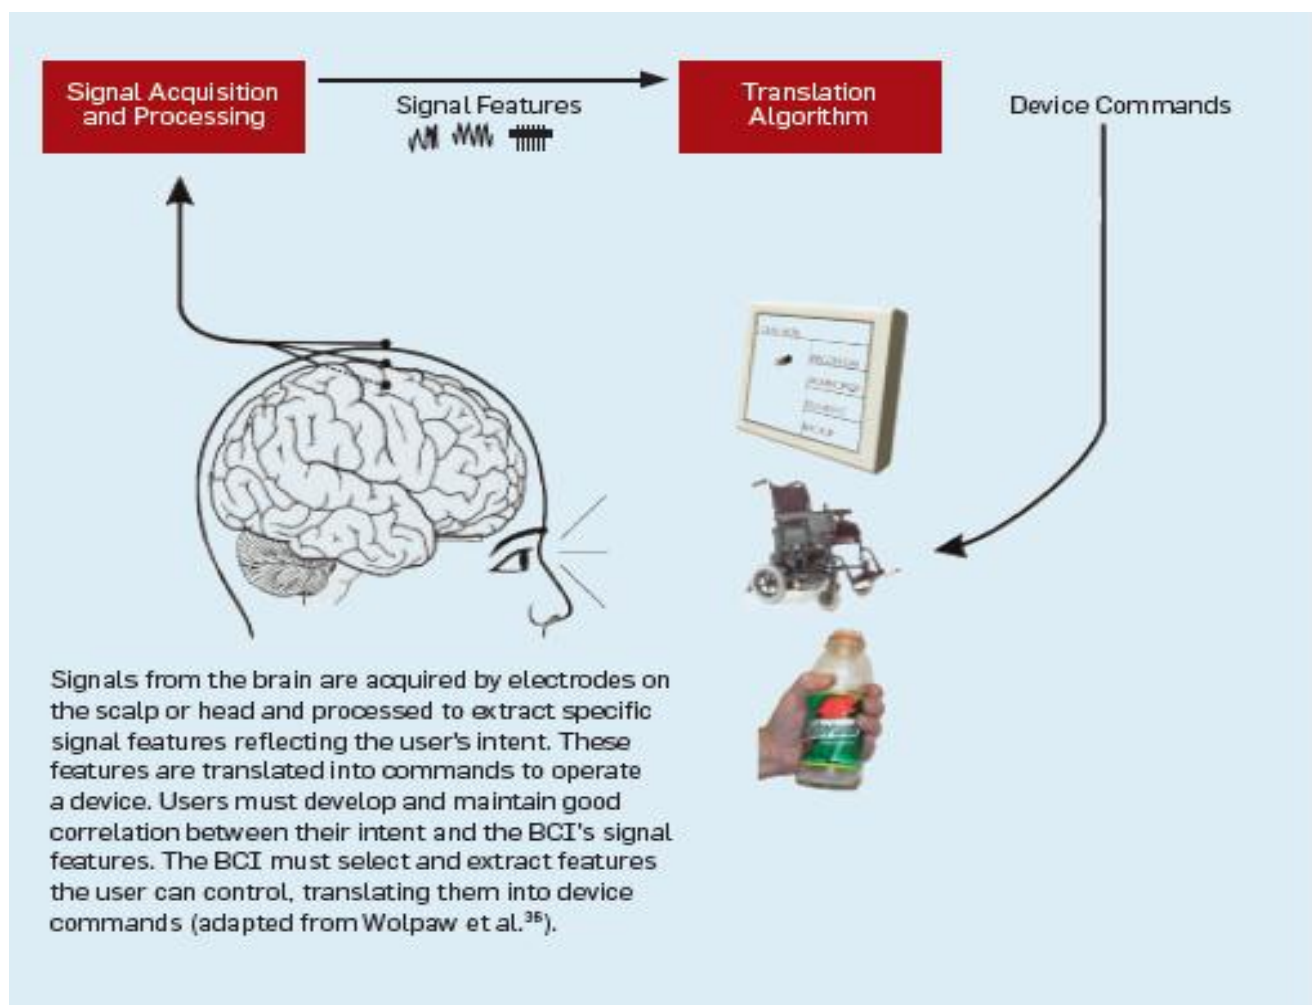 Signal Acquisition
and Processing
Signal Features
Translation
Algorithm
Device Commands
Signals from the brain are acquired by electrodes on
the scalp or head and processed to extract specific
signal features reflecting the user's intent. These
features are translated into commands to operate
a device. Users must develop and maintain good
correlation between their intent and the BCI's signal
features. The BCI must select and extract features
the user can control, translating them into device
commands (adapted from Wolpaw et al.³⁶).